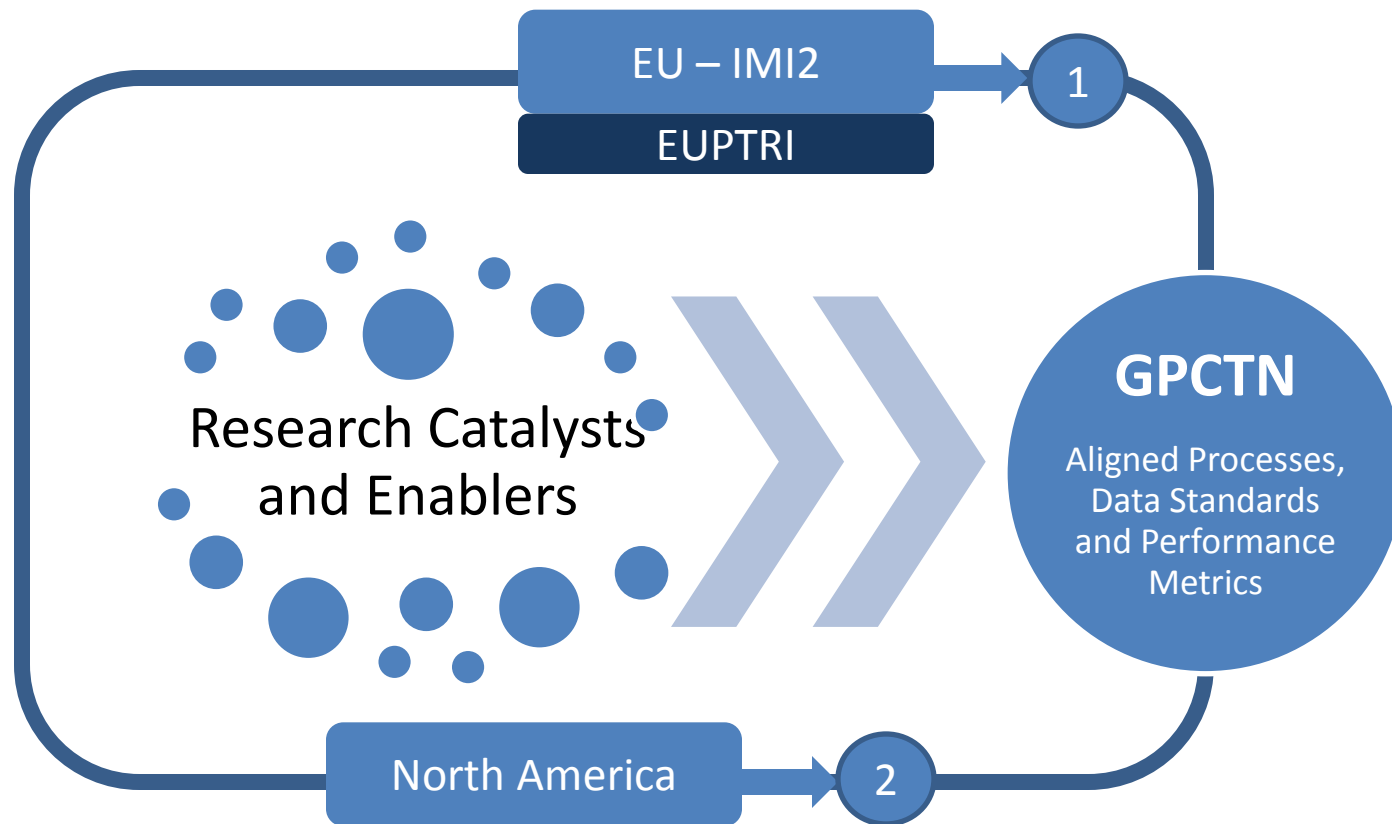 EU – IMI2
1
EUPTRI
Research Catalysts
and Enablers
GPCTN
Aligned Processes,
Data Standards
and Performance
Metrics
North America
2